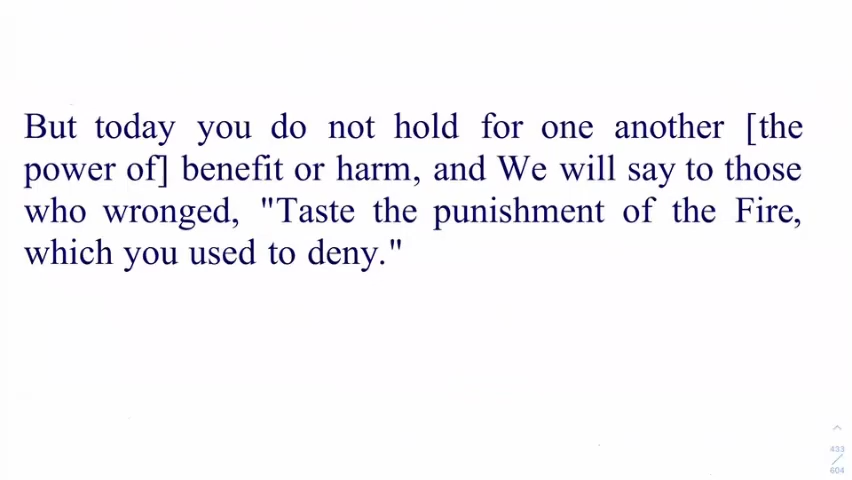 But today you do not hold for one another [the
power of] benefit or harm, and We will say to those
who wronged, "Taste the punishment of the Fire,
which you used to deny."
433
604